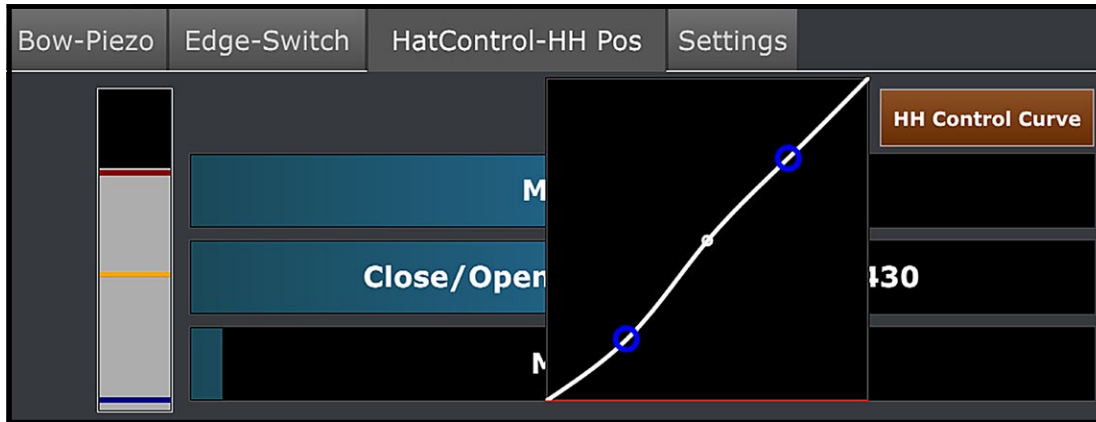 Bow-Piezo Edge-Switch HatControl-HH Pos Settings
HH Control Curve
M
Close/Open 430
M